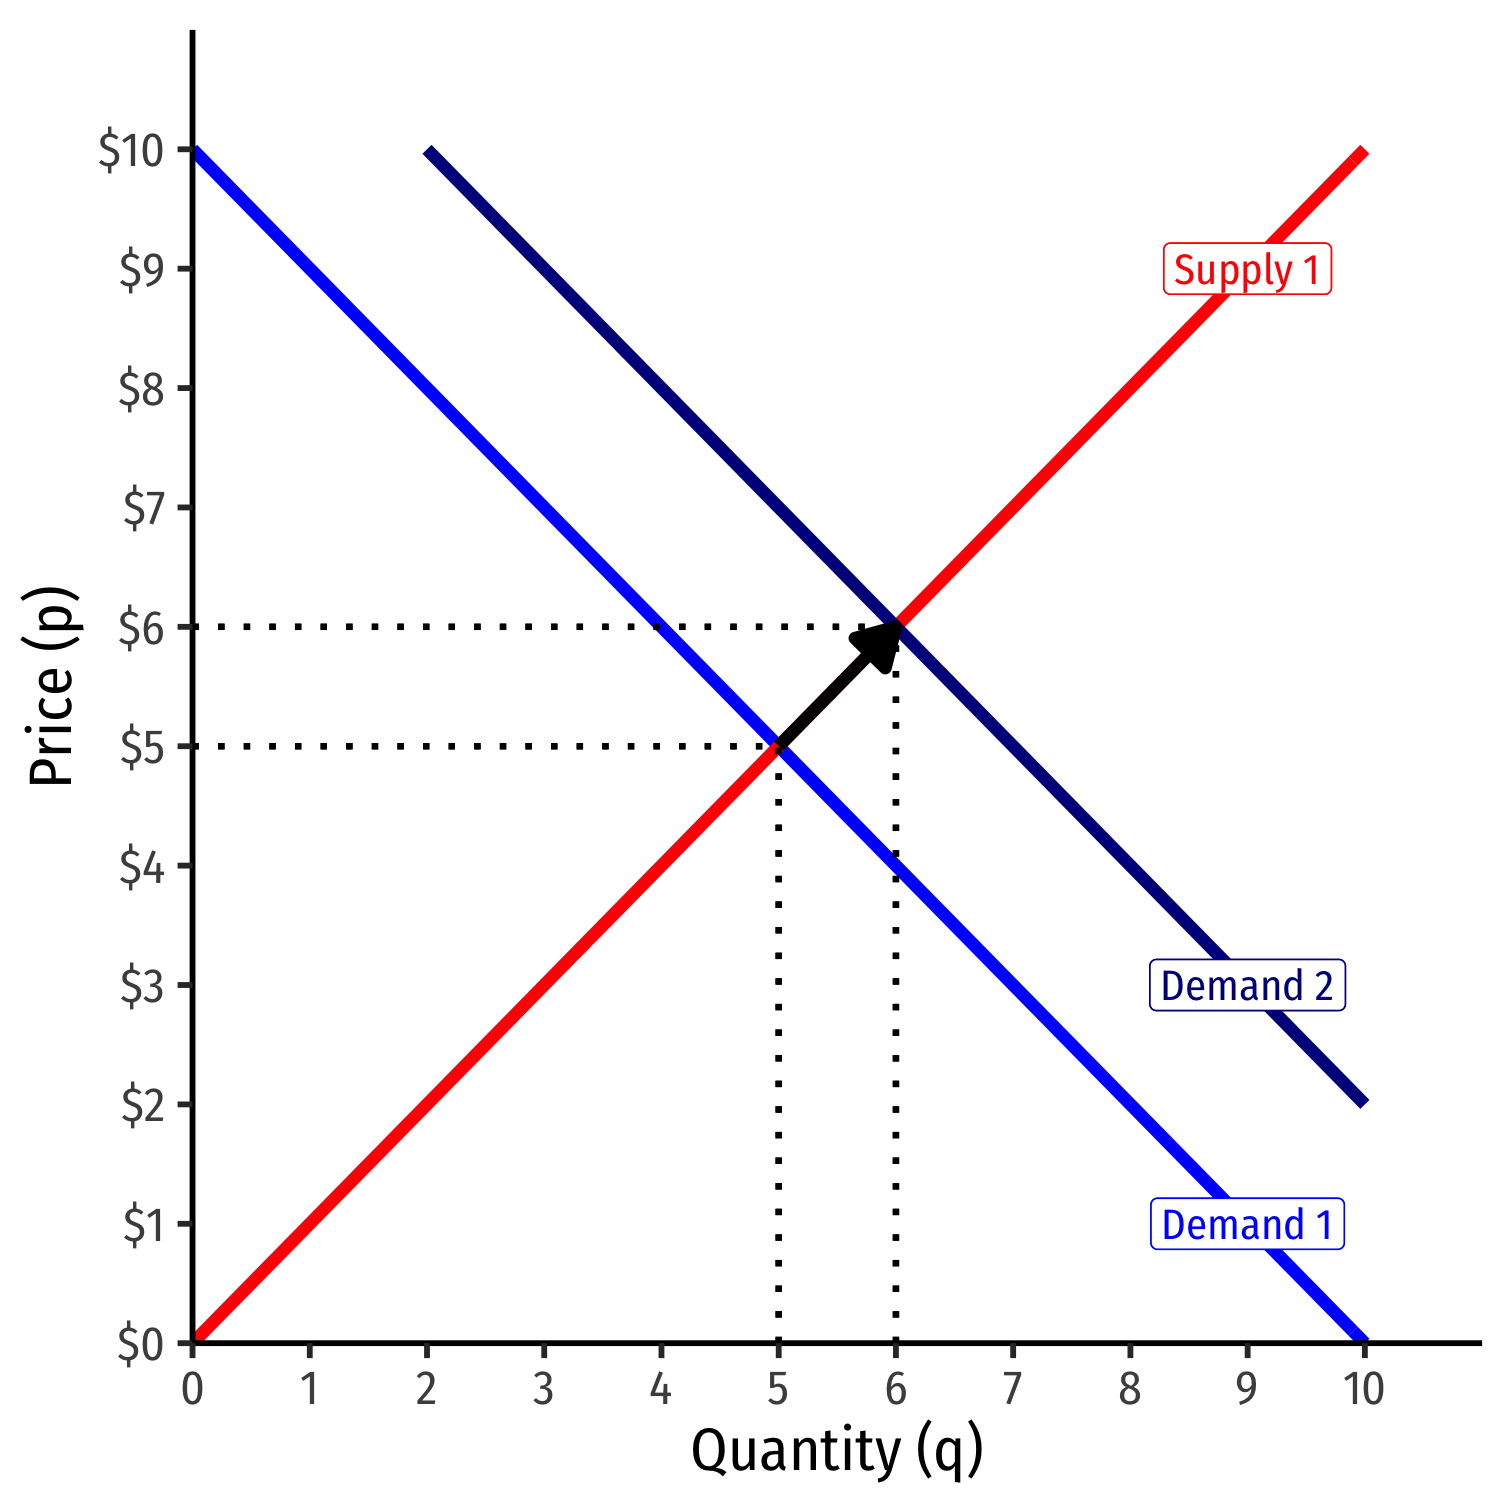 $10
$9
$8
$7
$6
$5
$4
$3
$2
$1
$0
Price (p)
Supply 1
Demand 2
Demand 1
0 1 2 3 4 5 6 7 8 9 10
Quantity (q)